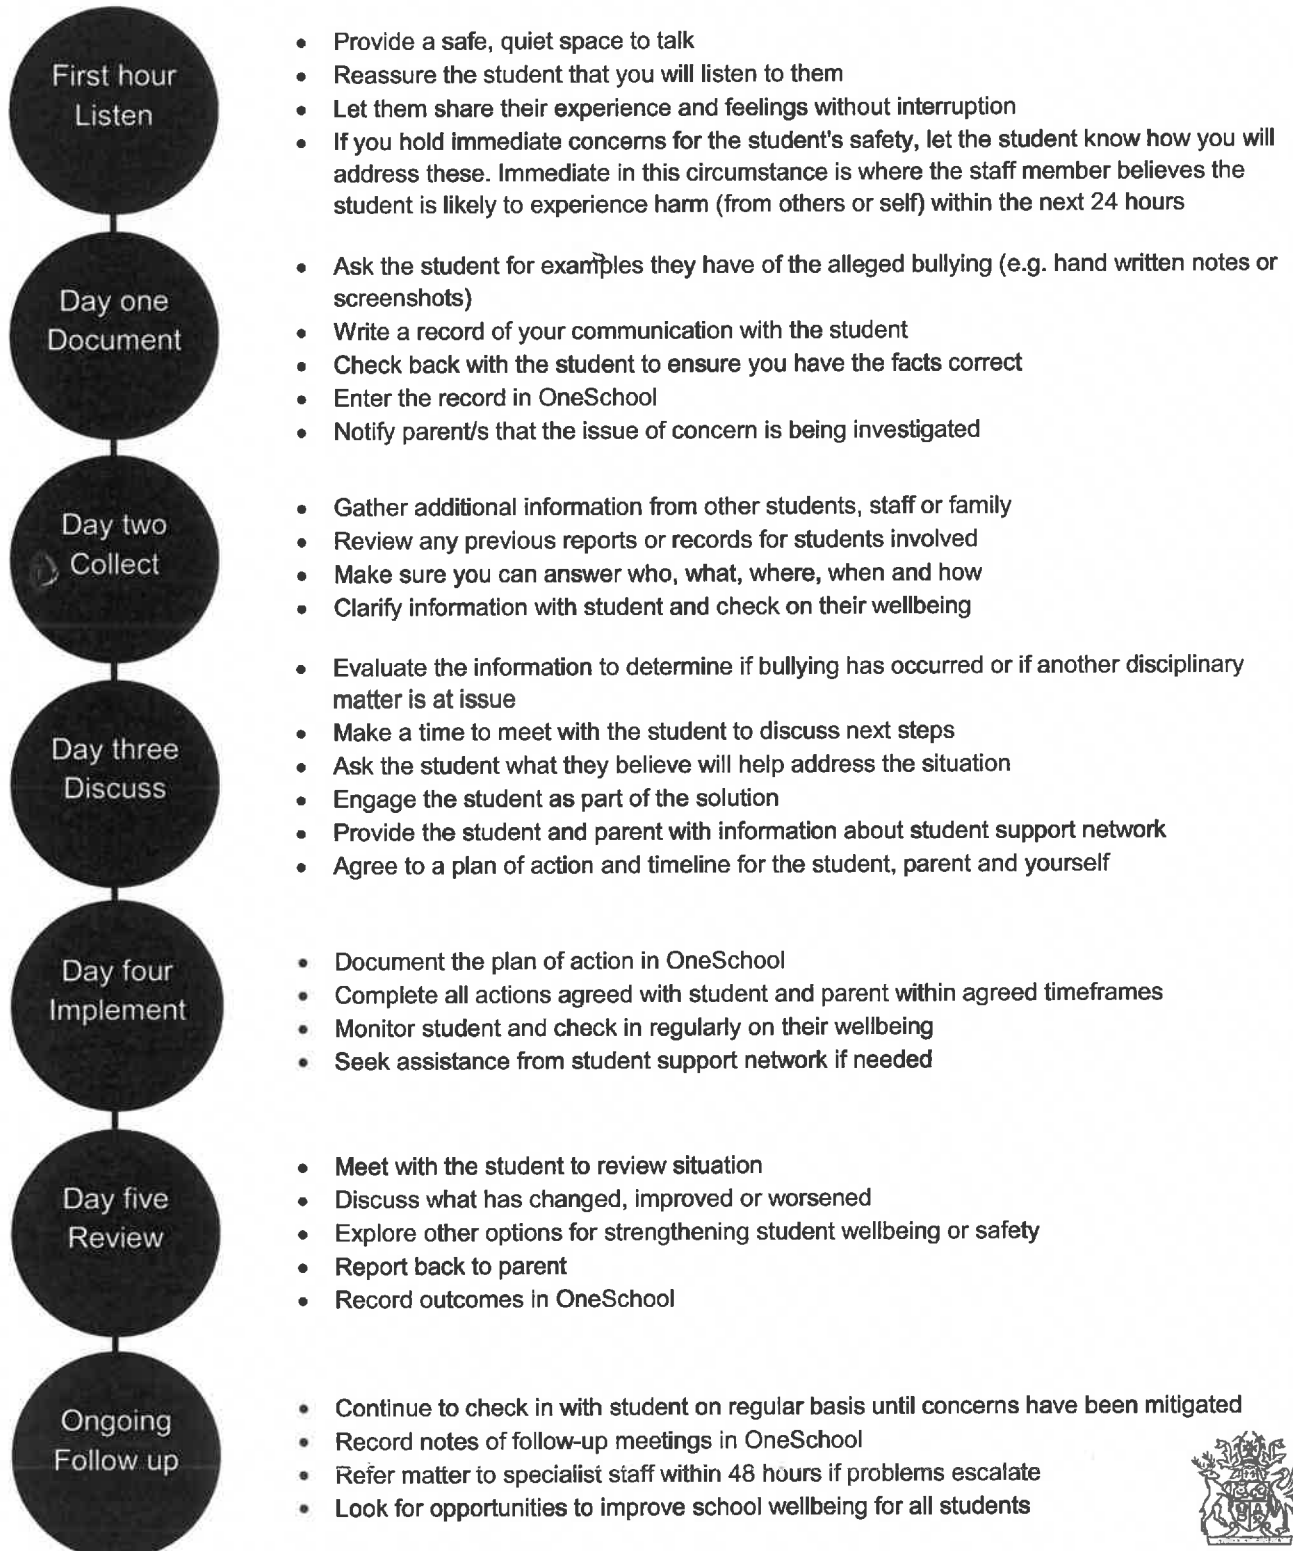 First hour
Listen
• Provide a safe, quiet space to talk
• Reassure the student that you will listen to them
• Let them share their experience and feelings without interruption
• If you hold immediate concerns for the student's safety, let the student know how you will
address these. Immediate in this circumstance is where the staff member believes the
student is likely to experience harm (from others or self) within the next 24 hours
Day one
Document
• Ask the student for examples they have of the alleged bullying (e.g. hand written notes or
screenshots)
• Write a record of your communication with the student
• Check back with the student to ensure you have the facts correct
• Enter the record in OneSchool
• Notify parent/s that the issue of concern is being investigated
Day two
Collect
• Gather additional information from other students, staff or family
• Review any previous reports or records for students involved
• Make sure you can answer who, what, where, when and how
• Clarify information with student and check on their wellbeing
Day three
Discuss
• Evaluate the information to determine if bullying has occurred or if another disciplinary
matter is at issue
• Make a time to meet with the student to discuss next steps
• Ask the student what they believe will help address the situation
• Engage the student as part of the solution
• Provide the student and parent with information about student support network
• Agree to a plan of action and timeline for the student, parent and yourself
Day four
Implement
• Document the plan of action in OneSchool
• Complete all actions agreed with student and parent within agreed timeframes
• Monitor student and check in regularly on their wellbeing
• Seek assistance from student support network if needed
Day five
Review
• Meet with the student to review situation
• Discuss what has changed, improved or worsened
• Explore other options for strengthening student wellbeing or safety
• Report back to parent
• Record outcomes in OneSchool
Ongoing
Follow up
• Continue to check in with student on regular basis until concerns have been mitigated
• Record notes of follow-up meetings in OneSchool
• Refer matter to specialist staff within 48 hours if problems escalate
• Look for opportunities to improve school wellbeing for all students